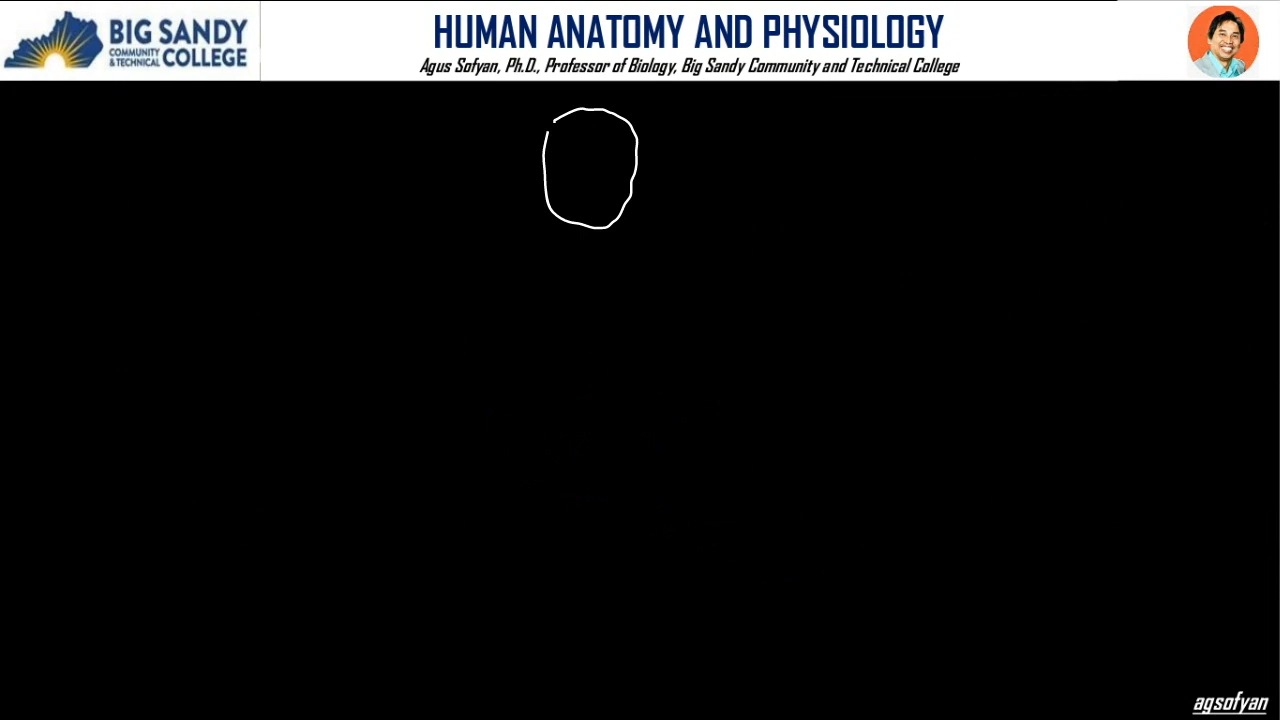 BIG SANDY
COMMUNITY
& TECHNICAL COLLEGE
HUMAN ANATOMY AND PHYSIOLOGY
Agus Sofyan, Ph.D., Professor of Biology, Big Sandy Community and Technical College
agsofyan